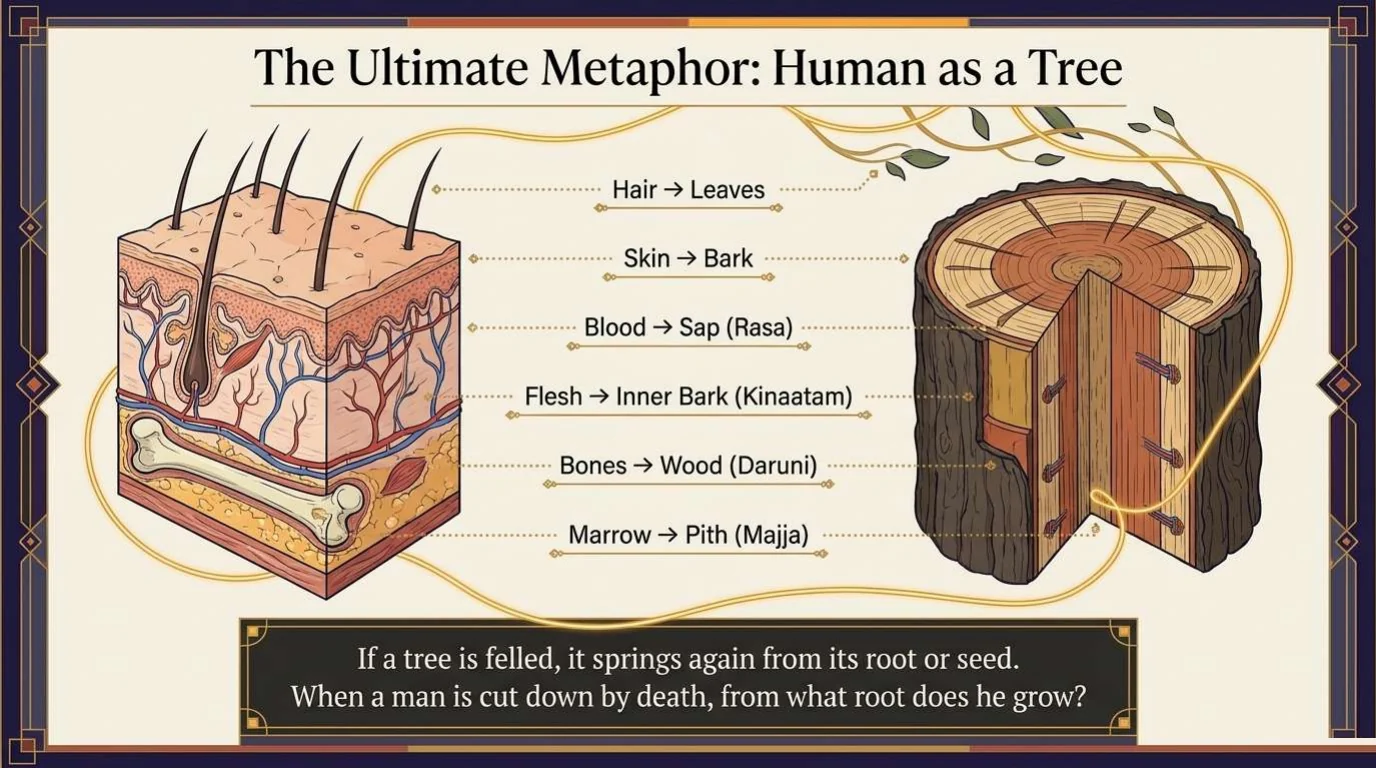 The Ultimate Metaphor: Human as a Tree
Hair → Leaves
Skin → Bark
Blood → Sap (Rasa)
Flesh → Inner Bark (Kinaatam)
Bones → Wood (Daruni)
Marrow → Pith (Majja)
If a tree is felled, it springs again from its root or seed.
When a man is cut down by death, from what root does he grow?